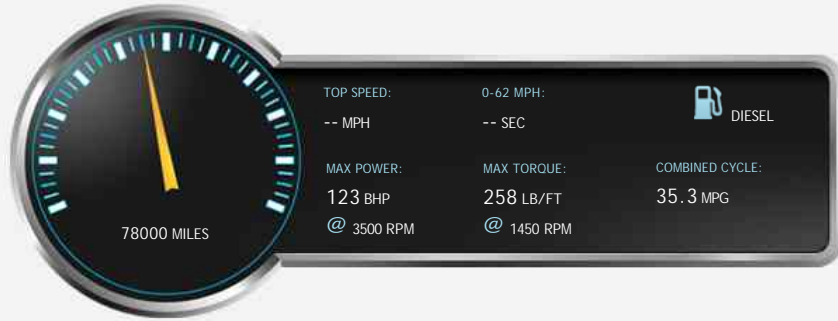 TOP SPEED:
-- MPH
0-62 MPH:
-- SEC
DIESEL
MAX POWER:
123 BHP
@ 3500 RPM
MAX TORQUE:
258 LB/FT
@ 1450 RPM
COMBINED CYCLE:
35.3 MPG
78000 MILES